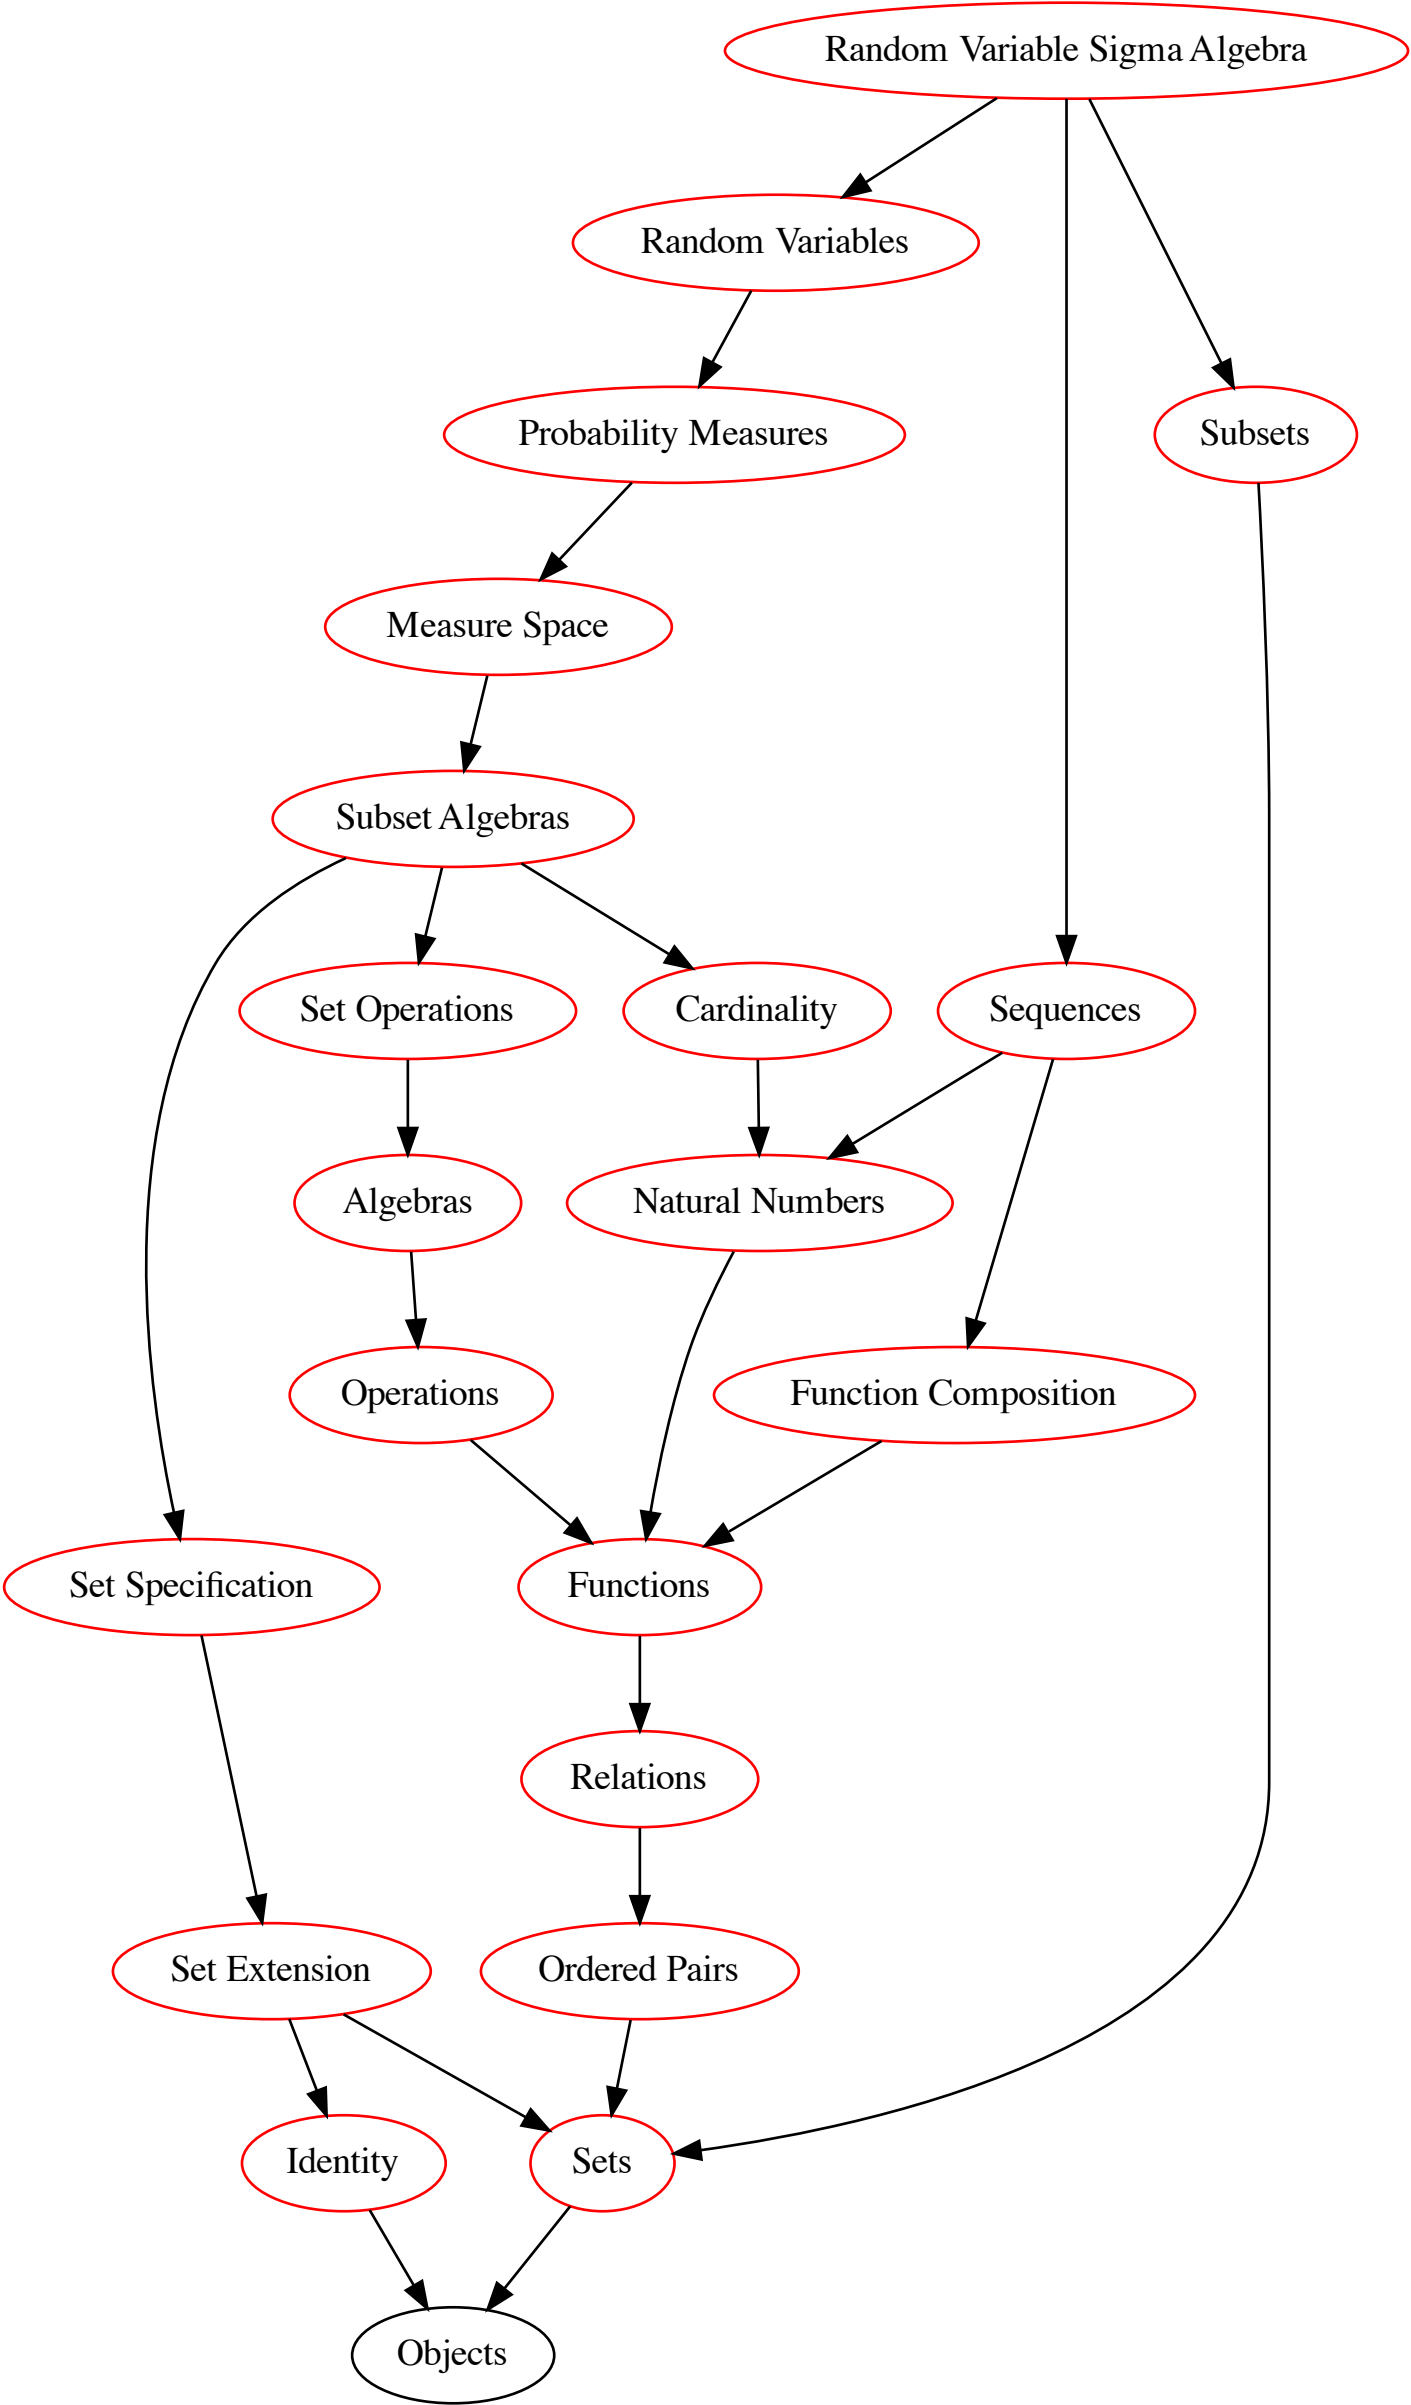 Random Variable Sigma Algebra
Random Variables
Probability Measures
Subsets
Measure Space
Subset Algebras
Set Operations
Cardinality
Sequences
Algebras
Natural Numbers
Operations
Function Composition
Set Specification
Functions
Relations
Set Extension
Ordered Pairs
Identity
Sets
Objects